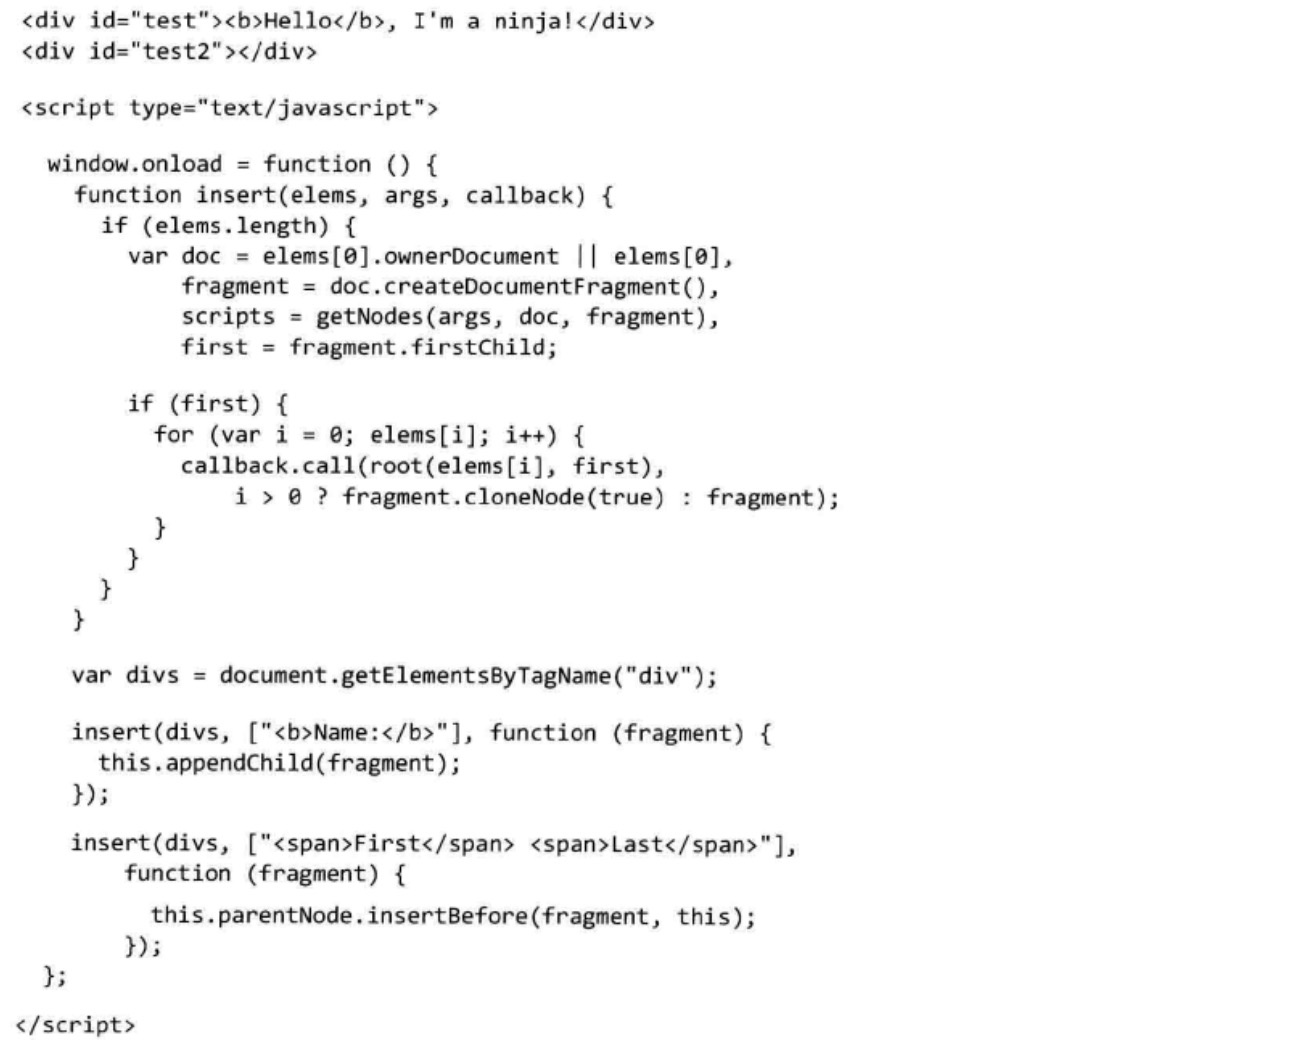 <div id="test"><b>Hello</b>, I'm a ninja!</div>
<div id="test2"></div>

<script type="text/javascript">

  window.onload = function () {
    function insert(elems, args, callback) {
      if (elems.length) {
        var doc = elems[0].ownerDocument || elems[0],
            fragment = doc.createDocumentFragment(),
            scripts = getNodes(args, doc, fragment),
            first = fragment.firstChild;

        if (first) {
          for (var i = 0; elems[i]; i++) {
            callback.call(root(elems[i], first),
                i > 0 ? fragment.cloneNode(true) : fragment);
          }
        }
      }
    }

    var divs = document.getElementsByTagName("div");

    insert(divs, ["<b>Name:</b>"], function (fragment) {
      this.appendChild(fragment);
    });

    insert(divs, ["<span>First</span> <span>Last</span>"],
        function (fragment) {
          this.parentNode.insertBefore(fragment, this);
        });
  };
</script>